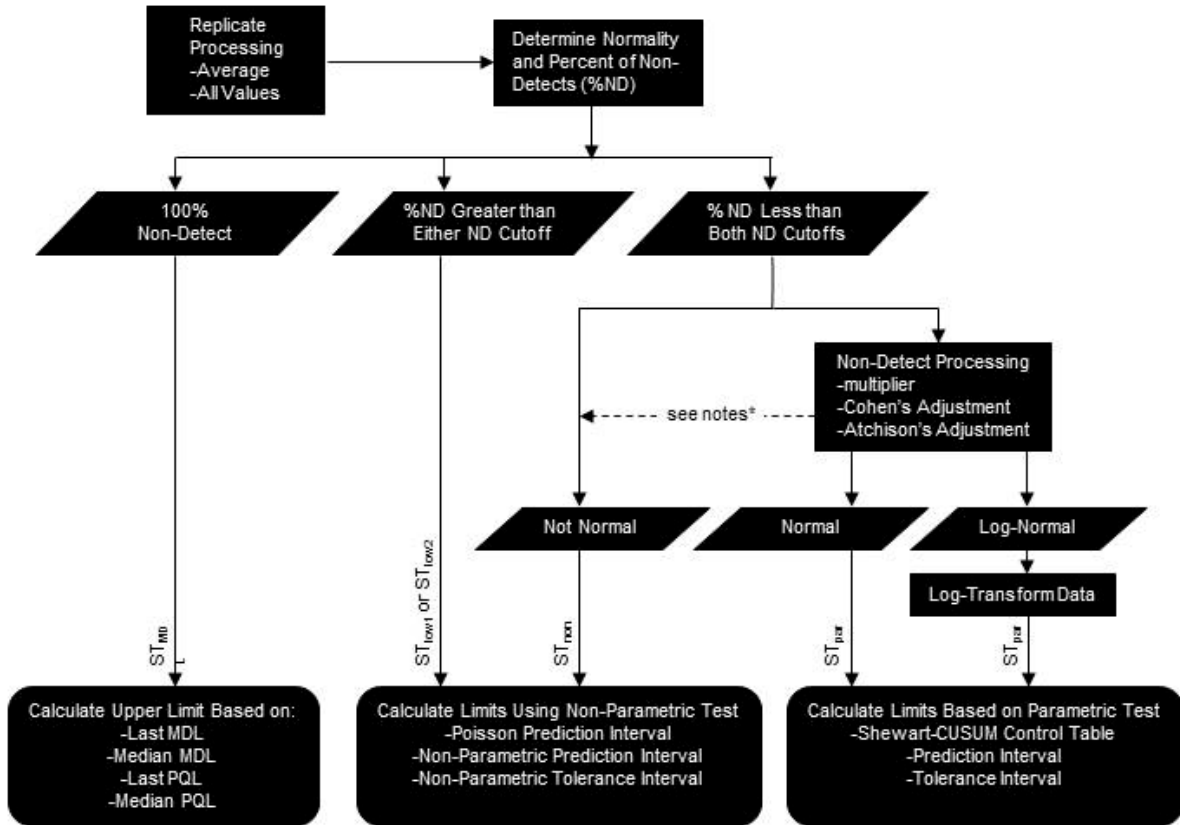 Replicate
Processing
-Average
-All Values
Determine Normality
and Percent of Non-
Detects (%ND)
100%
Non-Detect
%ND Greater than
Either ND Cutoff
% ND Less than
Both ND Cutoffs
Non-Detect Processing
-multiplier
-Cohen's Adjustment
-Atchison's Adjustment
see notes*
Not Normal
Normal
Log-Normal
Log-Transform Data
STMD
L
STlow1 or STlow2
STnon
STpar
STpar
Calculate Upper Limit Based on:
-Last MDL
-Median MDL
-Last PQL
-Median PQL
Calculate Limits Using Non-Parametric Test
-Poisson Prediction Interval
-Non-Parametric Prediction Interval
-Non-Parametric Tolerance Interval
Calculate Limits Based on Parametric Test
-Shewart-CUSUM Control Table
-Prediction Interval
-Tolerance Interval